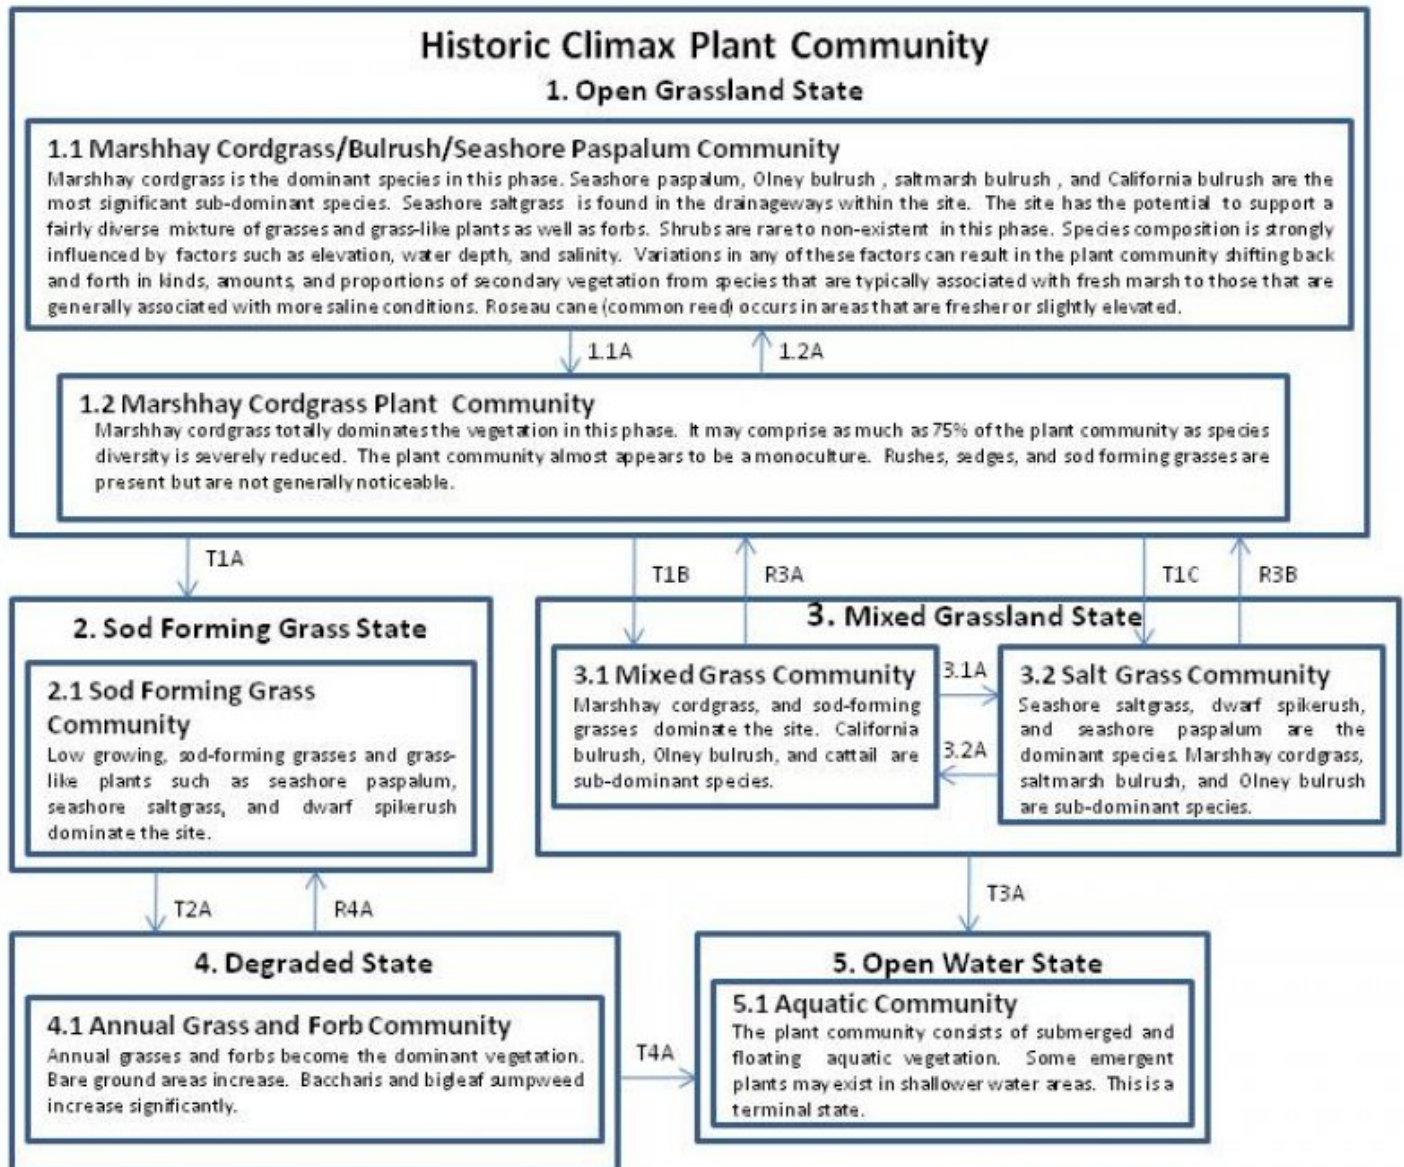 Historic Climax Plant Community
1. Open Grassland State
1.1 Marshhay Cordgrass/Bulrush/Seashore Paspalum Community
Marshhay cordgrass is the dominant species in this phase. Seashore paspalum, Olney bulrush , saltmarsh bulrush , and California bulrush are the
most significant sub-dominant species. Seashore saltgrass is found in the drainageways within the site. The site has the potential to support a
fairly diverse mixture of grasses and grass-like plants as well as forbs. Shrubs are rare to non-existent in this phase. Species composition is strongly
influenced by factors such as elevation, water depth, and salinity. Variations in any of these factors can result in the plant community shifting back
and forth in kinds, amounts, and proportions of secondary vegetation from species that are typically associated with fresh marsh to those that are
generally associated with more saline conditions. Roseau cane (common reed) occurs in areas that are fresher or slightly elevated.
1.1A
1.2A
1.2 Marshhay Cordgrass Plant Community
Marshhay cordgrass totally dominates the vegetation in this phase. It may comprise as much as 75% of the plant community as species
diversity is severely reduced. The plant community almost appears to be a monoculture. Rushes, sedges, and sod forming grasses are
present but are not generally noticeable.
T1A
T1B
R3A
T1C
R3B
2. Sod Forming Grass State
2.1 Sod Forming Grass
Community
Low growing, sod-forming grasses and grass-
like plants such as seashore paspalum,
seashore saltgrass, and dwarf spikerush
dominate the site.
3. Mixed Grassland State
3.1 Mixed Grass Community
Marshhay cordgrass, and sod-forming
grasses dominate the site. California
bulrush, Olney bulrush, and cattail are
sub-dominant species.
3.1A
3.2A
3.2 Salt Grass Community
Seashore saltgrass, dwarf spikerush,
and seashore paspalum are the
dominant species. Marshhay cordgrass,
saltmarsh bulrush, and Olney bulrush
are sub-dominant species.
T2A
R4A
T3A
4. Degraded State
4.1 Annual Grass and Forb Community
Annual grasses and forbs become the dominant vegetation.
Bare ground areas increase. Baccharis and bigleaf sumpweed
increase significantly.
T4A
5. Open Water State
5.1 Aquatic Community
The plant community consists of submerged and
floating aquatic vegetation. Some emergent
plants may exist in shallower water areas. This is a
terminal state.